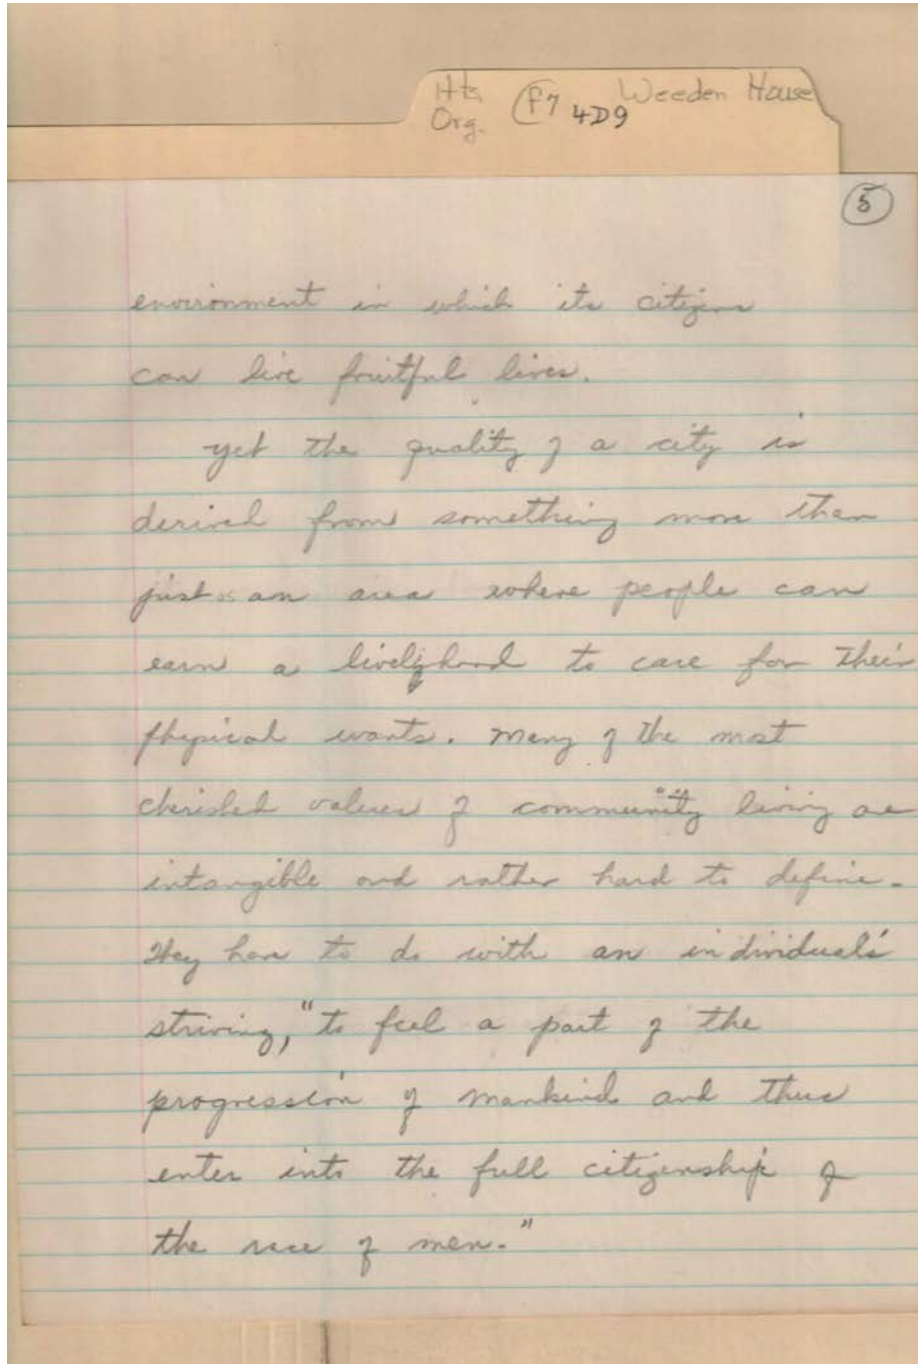 Hts. Weeden House
Org. F7 4D9
5
environment in which its citizens
can live fruitful lives.
yet the quality of a city is
derived from something more than
just as an area where people can
earn a livelyhood to care for their
physical wants. Many of the most
cherished values of community living are
intangible and rather hard to define.
They have to do with an individual's
striving, "to feel a part of the
progression of mankind and thus
enter into the full citizenship of
the race of men."